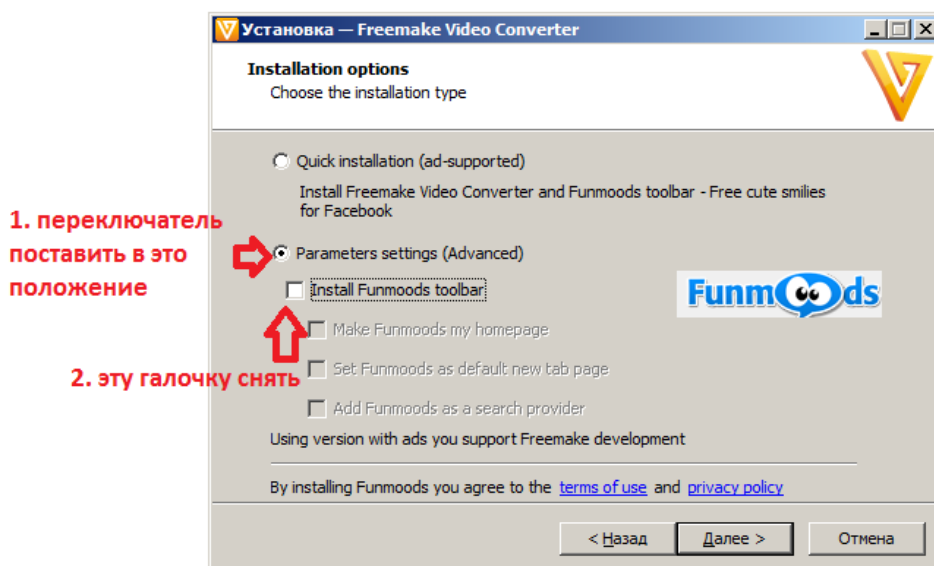 Установка — Freemake Video Converter
Installation options
Choose the installation type
Quick installation (ad-supported)
Install Freemake Video Converter and Funmoods toolbar - Free cute smilies
for Facebook
1. переключатель
поставить в это
положение
Parameters settings (Advanced)
Install Funmoods toolbar
Funmoods
Make Funmoods my homepage
2. эту галочку снять
Set Funmoods as default new tab page
Add Funmoods as a search provider
Using version with ads you support Freemake development
By installing Funmoods you agree to the terms of use and privacy policy
< Назад
Далее >
Отмена